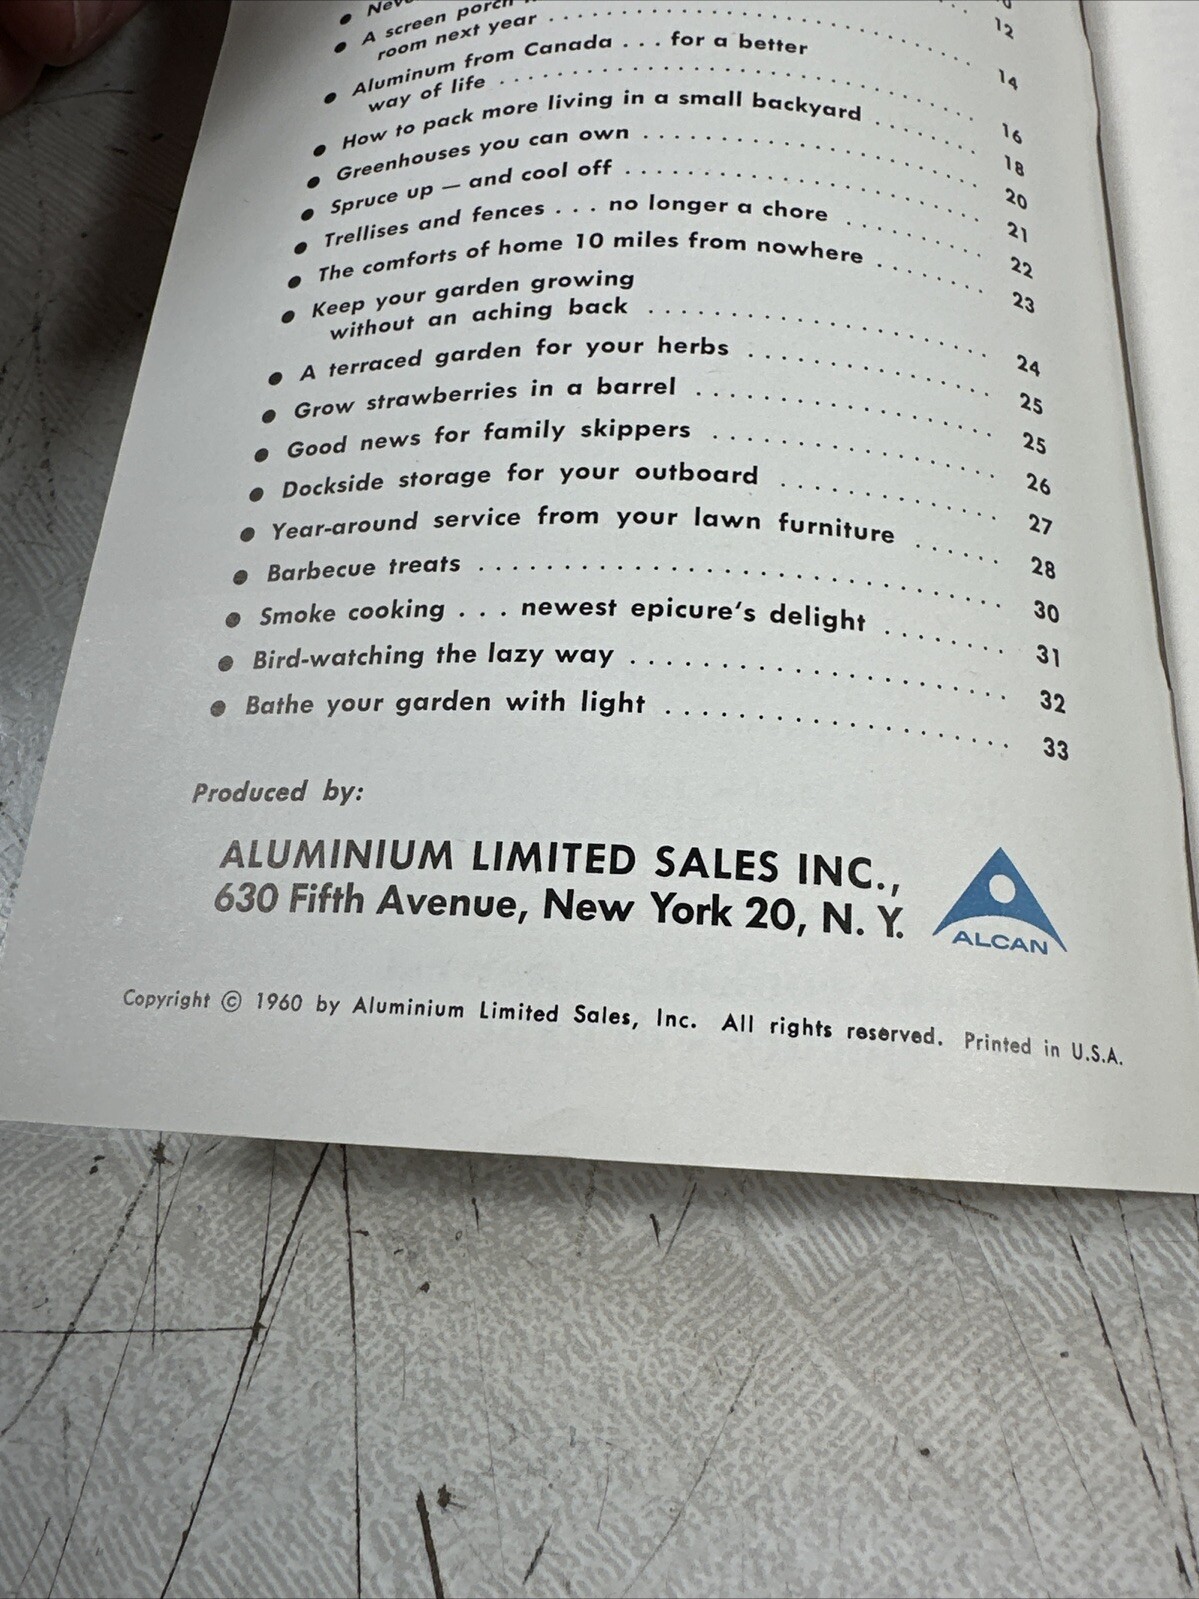 • A screen porch
room next year . . . . . . . . . . . . . . . . . . . . 14
• Aluminum from Canada . . . for a better
way of life . . . . . . . . . . . . . . . . . . . . 16
• How to pack more living in a small backyard . . . . . . . 18
• Greenhouses you can own . . . . . . . . . . . . . . . . . . . . 20
• Spruce up — and cool off . . . . . . . . . . . . . . . . . . . . 21
• Trellises and fences . . . no longer a chore . . . . . . . . 22
• The comforts of home 10 miles from nowhere . . . . . . . 23
• Keep your garden growing
without an aching back . . . . . . . . . . . . . . . . . . . . 24
• A terraced garden for your herbs . . . . . . . . . . . . . . . 25
• Grow strawberries in a barrel . . . . . . . . . . . . . . . . . . 25
• Good news for family skippers . . . . . . . . . . . . . . . . . 26
• Dockside storage for your outboard . . . . . . . . . . . . . 27
• Year-around service from your lawn furniture . . . . . . 28
• Barbecue treats . . . . . . . . . . . . . . . . . . . . . . . . . . . . 30
• Smoke cooking . . . newest epicure's delight . . . . . . . 31
• Bird-watching the lazy way . . . . . . . . . . . . . . . . . . . . 32
• Bathe your garden with light . . . . . . . . . . . . . . . . . . 33
Produced by:
ALUMINIUM LIMITED SALES INC.,
630 Fifth Avenue, New York 20, N. Y.
ALCAN
Copyright © 1960 by Aluminium Limited Sales, Inc. All rights reserved. Printed in U.S.A.